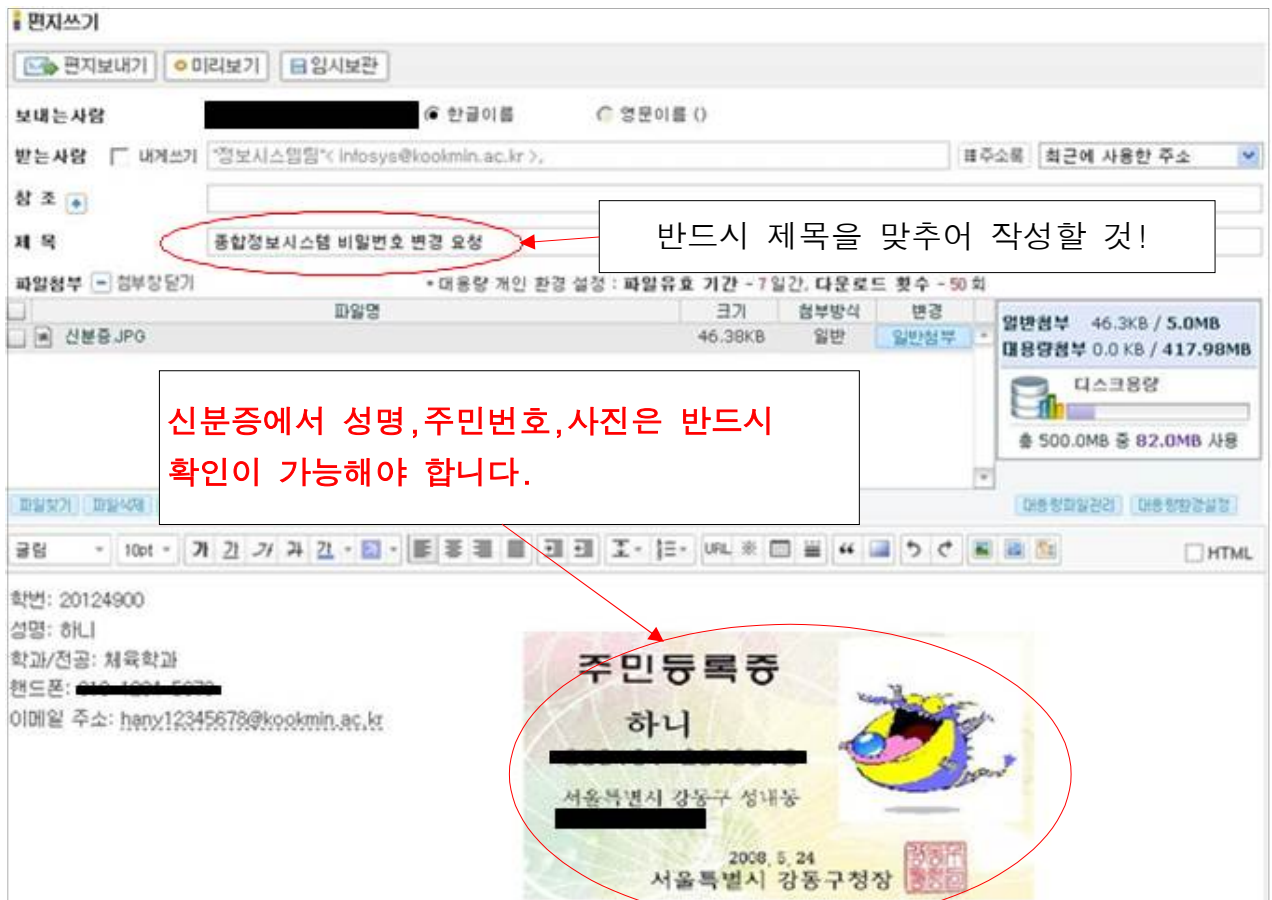 편지쓰기
편지보내기 미리보기 임시보관
보내는사람 한글이름 영문이름 ()
받는사람 내게쓰기 "정보시스템팀"< infosys@kookmin.ac.kr >, 주소록 최근에 사용한 주소
참 조
제 목 종합정보시스템 비밀번호 변경 요청
반드시 제목을 맞추어 작성할 것!
파일첨부 첨부창닫기 • 대용량 개인 환경 설정 : 파일유효 기간 - 7 일간, 다운로드 횟수 - 50 회
파일명 크기 첨부방식 변경
신분증.JPG 46.38KB 일반 일반첨부
일반첨부 46.3KB / 5.0MB
대용량첨부 0.0 KB / 417.98MB
디스크용량
총 500.0MB 중 82.0MB 사용
신분증에서 성명,주민번호,사진은 반드시
확인이 가능해야 합니다.
파일찾기 파일삭제 대용량파일관리 대용량환경설정
굴림 10pt 가 가 가 과 가 URL HTML
학번: 20124900
성명: 하니
학과/전공: 체육학과
핸드폰:
이메일 주소: hany12345678@kookmin.ac.kr
주민등록증
하니
서울특별시 강동구 성내동
2008. 5. 24
서울특별시 강동구청장